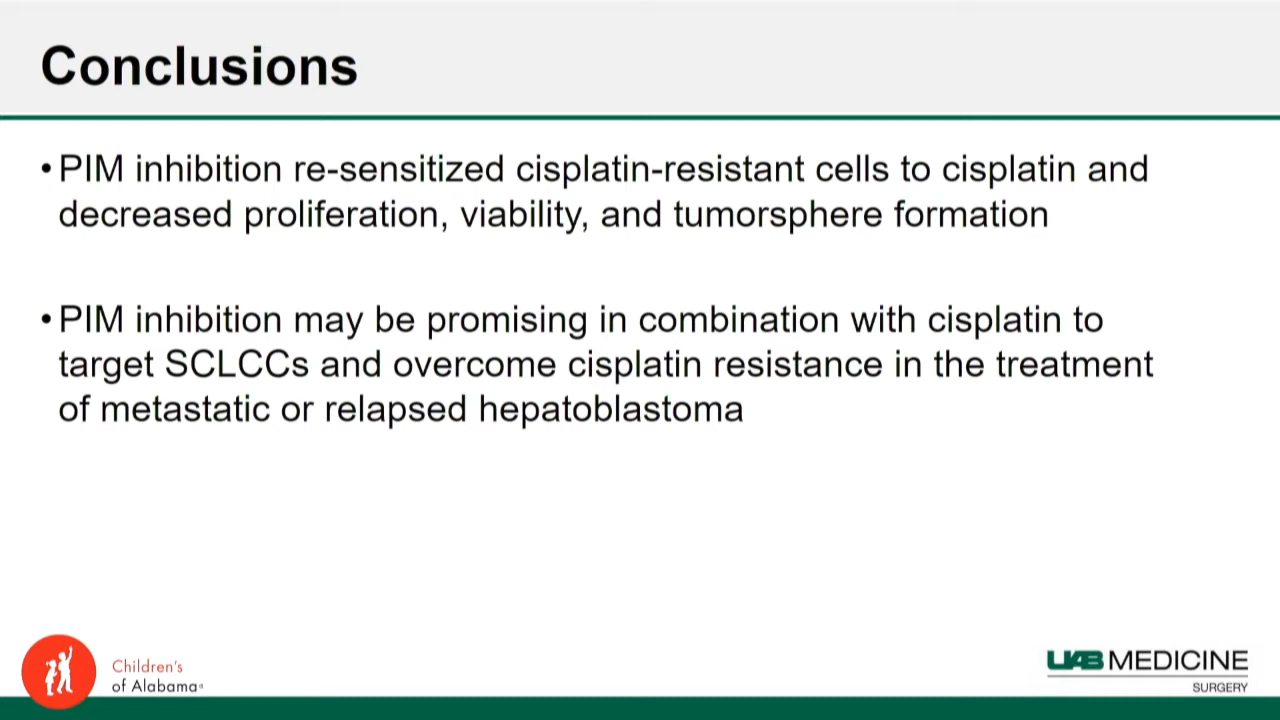 Conclusions
• PIM inhibition re-sensitized cisplatin-resistant cells to cisplatin and
decreased proliferation, viability, and tumorsphere formation
• PIM inhibition may be promising in combination with cisplatin to
target SCLCCs and overcome cisplatin resistance in the treatment
of metastatic or relapsed hepatoblastoma
Children's
of Alabama®
UAB MEDICINE
SURGERY